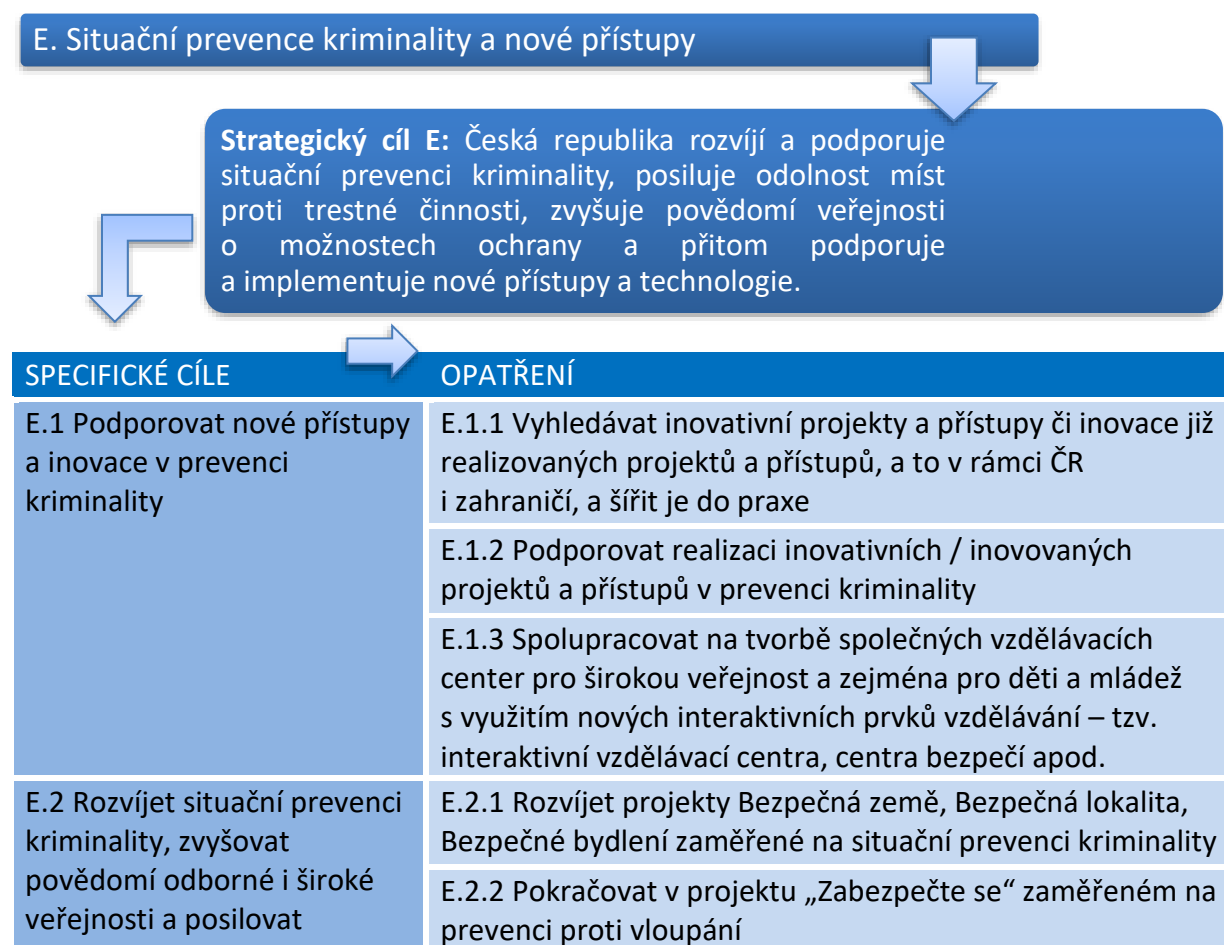 E. Situační prevence kriminality a nové přístupy
Strategický cíl E: Česká republika rozvíjí a podporuje
situační prevenci kriminality, posiluje odolnost míst
proti trestné činnosti, zvyšuje povědomí veřejnosti
o možnostech ochrany a přitom podporuje
a implementuje nové přístupy a technologie.
SPECIFICKÉ CÍLE
OPATŘENÍ
E.1 Podporovat nové přístupy
a inovace v prevenci
kriminality
E.1.1 Vyhledávat inovativní projekty a přístupy či inovace již
realizovaných projektů a přístupů, a to v rámci ČR
i zahraničí, a šířit je do praxe
E.1.2 Podporovat realizaci inovativních / inovovaných
projektů a přístupů v prevenci kriminality
E.1.3 Spolupracovat na tvorbě společných vzdělávacích
center pro širokou veřejnost a zejména pro děti a mládež
s využitím nových interaktivních prvků vzdělávání – tzv.
interaktivní vzdělávací centra, centra bezpečí apod.
E.2 Rozvíjet situační prevenci
kriminality, zvyšovat
povědomí odborné i široké
veřejnosti a posilovat
E.2.1 Rozvíjet projekty Bezpečná země, Bezpečná lokalita,
Bezpečné bydlení zaměřené na situační prevenci kriminality
E.2.2 Pokračovat v projektu „Zabezpečte se“ zaměřeném na
prevenci proti vloupání